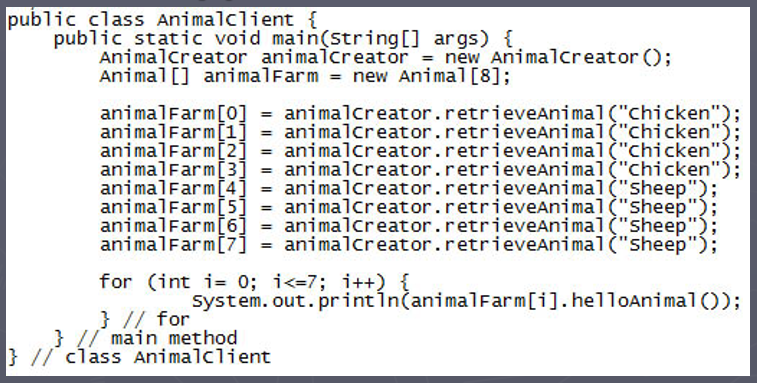 public class AnimalClient {
public static void main(String[] args) {
AnimalCreator animalCreator = new AnimalCreator();
Animal[] animalFarm = new Animal[8];
animalFarm[0] = animalCreator.retrieveAnimal("Chicken");
animalFarm[1] = animalCreator.retrieveAnimal("Chicken");
animalFarm[2] = animalCreator.retrieveAnimal("Chicken");
animalFarm[3] = animalCreator.retrieveAnimal("Chicken");
animalFarm[4] = animalCreator.retrieveAnimal("Sheep");
animalFarm[5] = animalCreator.retrieveAnimal("Sheep");
animalFarm[6] = animalCreator.retrieveAnimal("Sheep");
animalFarm[7] = animalCreator.retrieveAnimal("Sheep");
for (int i= 0; i<=7; i++) {
System.out.println(animalFarm[i].helloAnimal());
} // for
} // main method
} // class AnimalClient